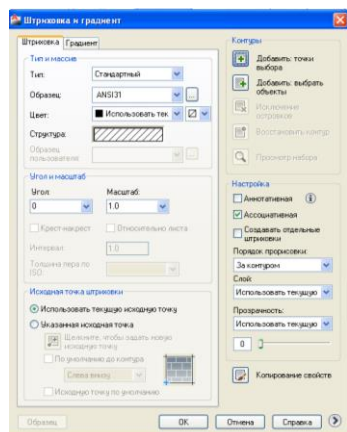 Штриховка и градиент
Штриховка Градиент
Тип и массив
Тип: Стандартный
Образец: ANSI31
Цвет: Использовать тек
Структура:
Образец пользователя:
Угол и масштаб
Угол: Масштаб:
0 1.0
Крест-накрест Относительно листа
Интервал: 1.0
Толщина пера по ISO:
Исходная точка штриховки
Использовать текущую исходную точку
Указанная исходная точка
Щелкните, чтобы задать новую исходную точку
По умолчанию до контура
Слева внизу
Исходную точку по умолчанию
Контуры
Добавить: точки выбора
Добавить: выбрать объекты
Исключение островков
Восстановить контур
Просмотр набора
Настройка
Аннотативная
Ассоциативная
Создавать отдельные штриховки
Порядок прорисовки:
За контуром
Слой:
Использовать текущую
Прозрачность:
Использовать текущую
0
Копирование свойств
Образец OK Отмена Справка